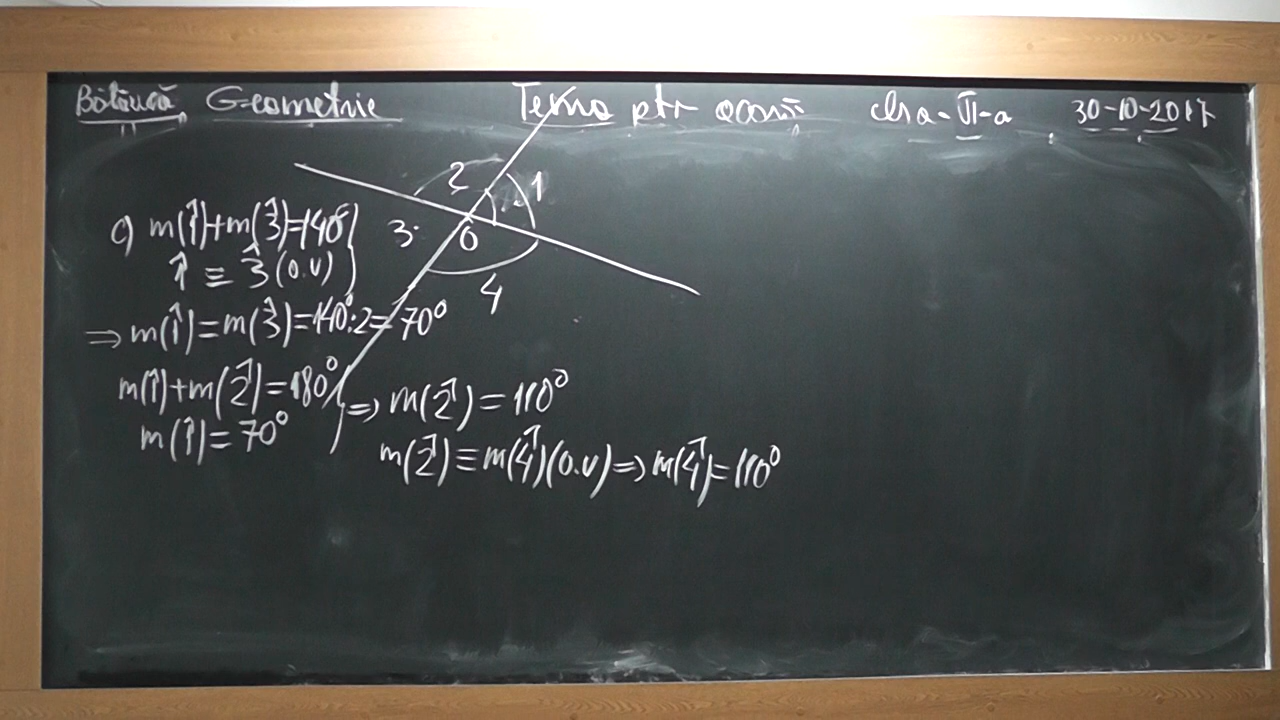 Geometrie Tema ptr acasă cls a-VI-a 30-10-2017
2
1
3
O
4
c) m(1̂)+m(3̂)=140°
1̂ ≡ 3̂ (o.v)
⇒ m(1̂)=m(3̂)=140°:2=70°
m(1̂)+m(2̂)=180°
m(1̂)=70°
⇒ m(2̂)=110°
m(2̂)≡m(4̂)(o.v)⇒m(4̂)=110°